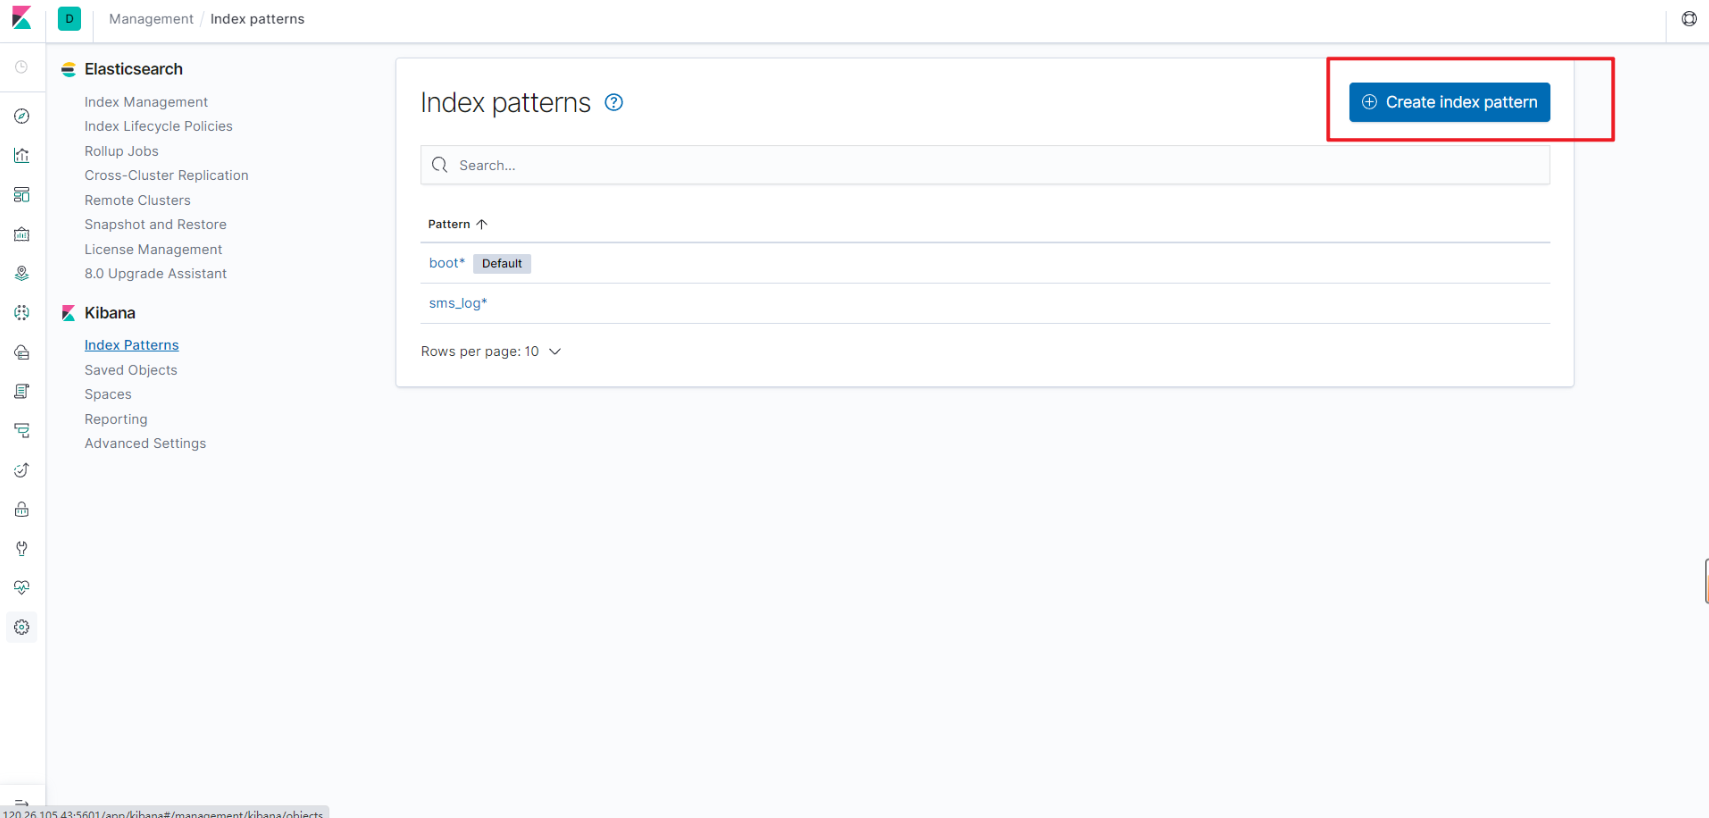 D
Management / Index patterns
Elasticsearch
Index Management
Index Lifecycle Policies
Rollup Jobs
Cross-Cluster Replication
Remote Clusters
Snapshot and Restore
License Management
8.0 Upgrade Assistant
Kibana
Index Patterns
Saved Objects
Spaces
Reporting
Advanced Settings
Index patterns
Create index pattern
Search...
Pattern
boot* Default
sms_log*
Rows per page: 10
120.26.105.43:5601/app/kibana#/management/kibana/objects